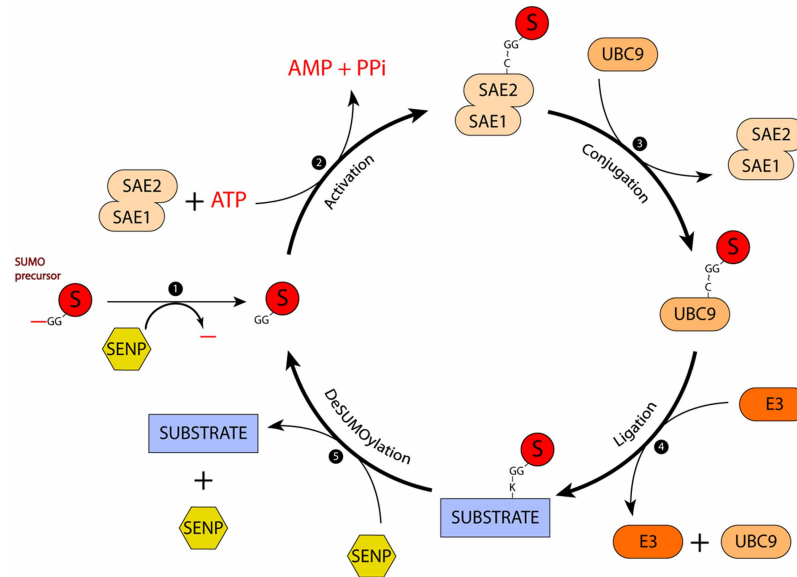 S
GG
C
SAE2
SAE1
UBC9
AMP + PPi
2
Activation
3
Conjugation
SAE2
SAE1
SAE2
SAE1
+ ATP
SUMO
precursor
S
GG
1
SENP
S
GG
S
GG
C
UBC9
DeSUMOylation
5
SUBSTRATE
+
SENP
SENP
S
GG
K
SUBSTRATE
Ligation
4
E3
E3 + UBC9